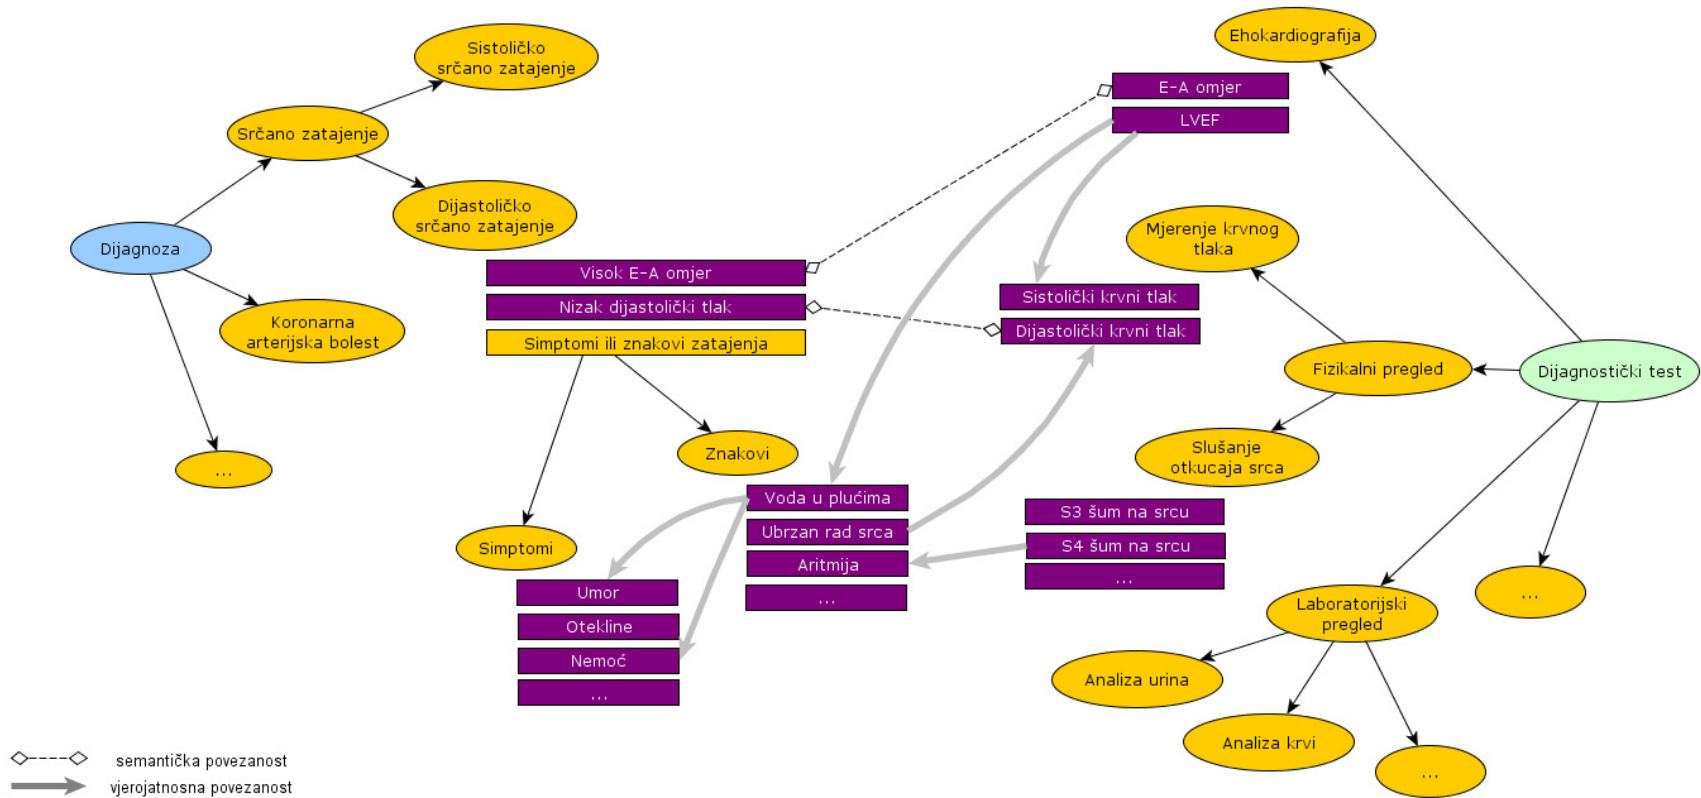 Sistoličko
srčano zatajenje
Srčano zatajenje
Dijastoličko
srčano zatajenje
Dijagnoza
Koronarna
arterijska bolest
...
Visok E-A omjer
Nizak dijastolički tlak
Simptomi ili znakovi zatajenja
Znakovi
Simptomi
Umor
Otekline
Nemoć
...
Voda u plućima
Ubrzan rad srca
Aritmija
...
Ehokardiografija
E-A omjer
LVEF
Mjerenje krvnog
tlaka
Sistolički krvni tlak
Dijastolički krvni tlak
Fizikalni pregled
Dijagnostički test
Slušanje
otkucaja srca
S3 šum na srcu
S4 šum na srcu
...
...
Laboratorijski
pregled
Analiza urina
Analiza krvi
...
semantička povezanost
vjerojatnosna povezanost